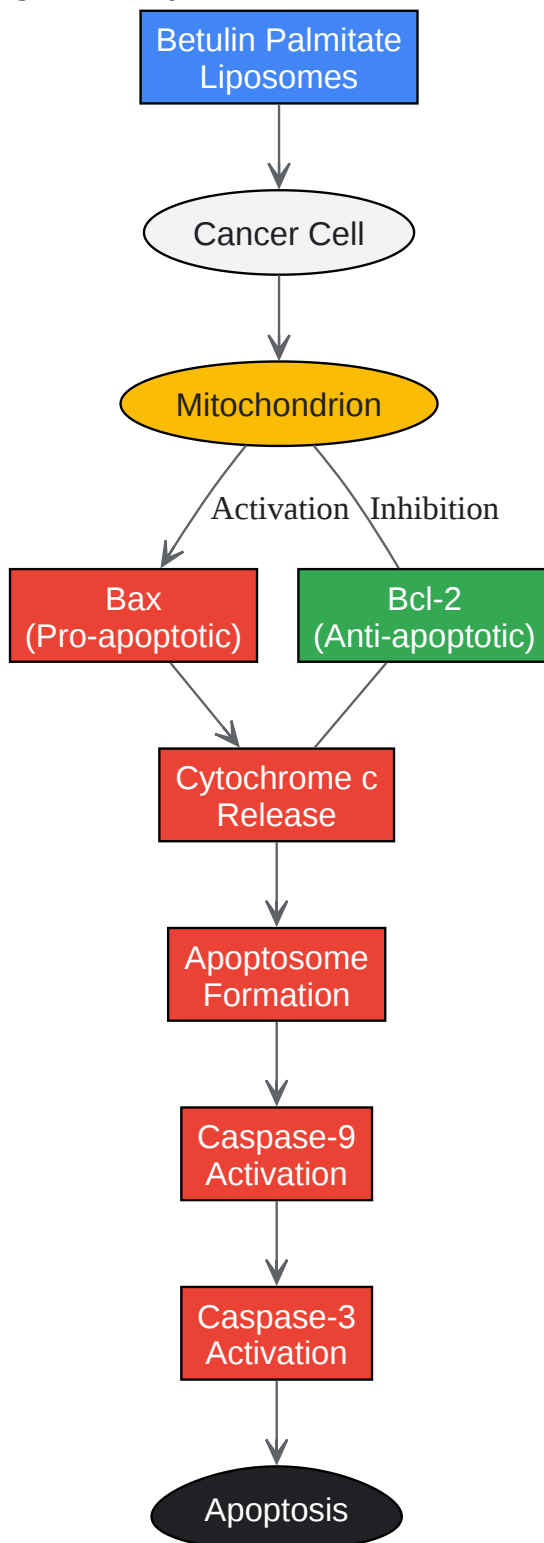 Betulin Palmitate
Liposomes
Cancer Cell
Mitochondrion
Activation
Inhibition
Bax
(Pro-apoptotic)
Bcl-2
(Anti-apoptotic)
Cytochrome c
Release
Apoptosome
Formation
Caspase-9
Activation
Caspase-3
Activation
Apoptosis